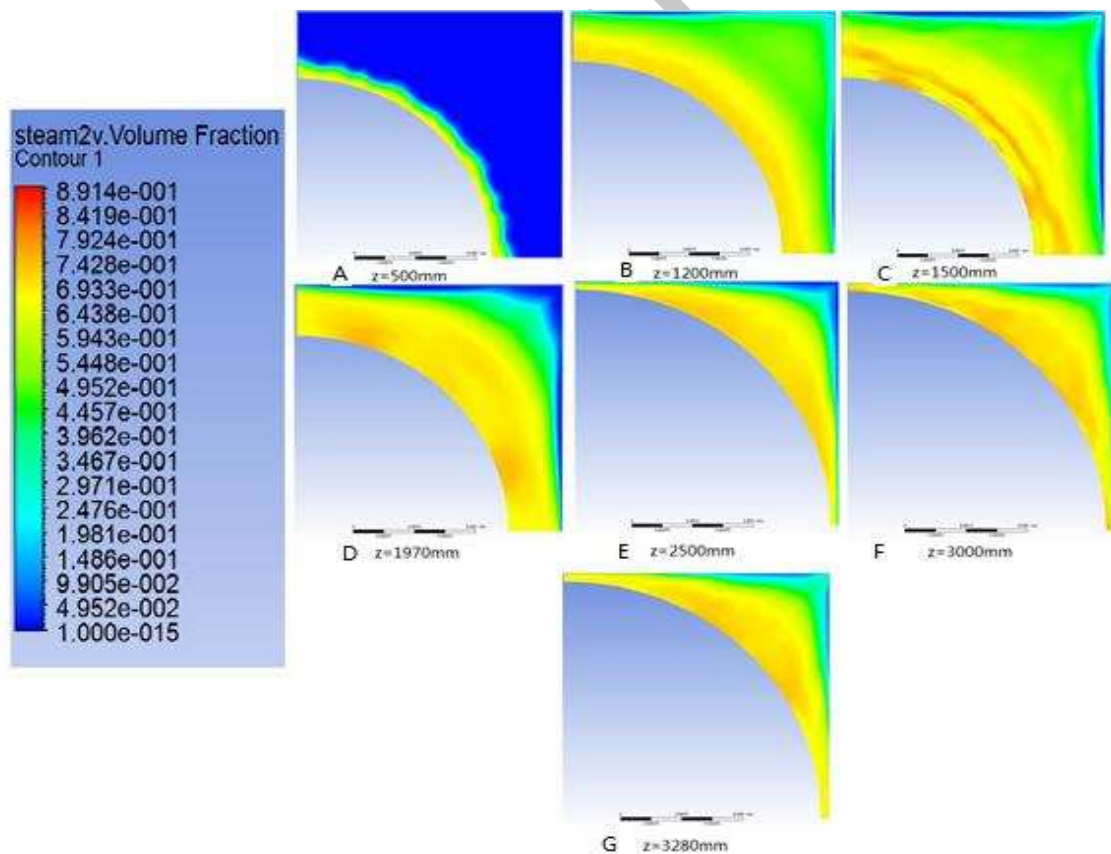 steam2v.Volume Fraction
Contour 1
8.914e-001
8.419e-001
7.924e-001
7.428e-001
6.933e-001
6.438e-001
5.943e-001
5.448e-001
4.952e-001
4.457e-001
3.962e-001
3.467e-001
2.971e-001
2.476e-001
1.981e-001
1.486e-001
9.905e-002
4.952e-002
1.000e-015
A z=500mm
B z=1200mm
C z=1500mm
D z=1970mm
E z=2500mm
F z=3000mm
G z=3280mm